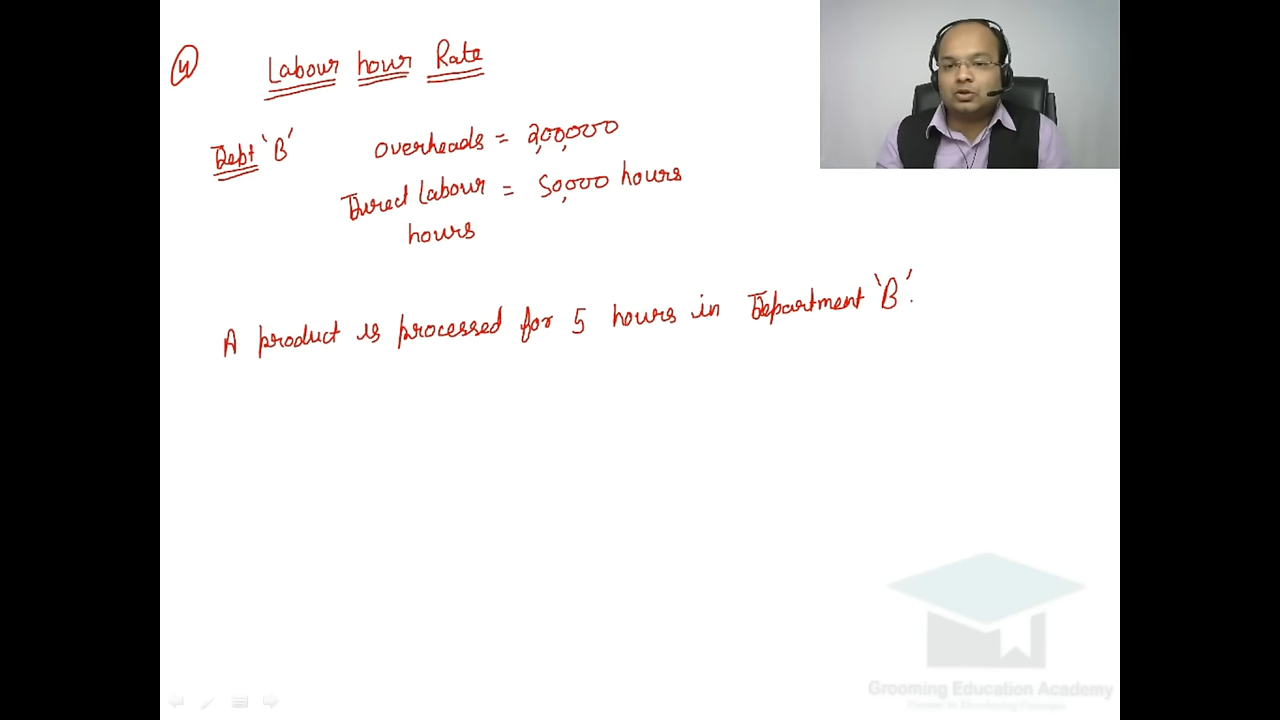 4 Labour hour Rate
Dept 'B' overheads = 2,00,000
Direct Labour = 50,000 hours
hours
A product is processed for 5 hours in Department 'B'.
Grooming Education Academy